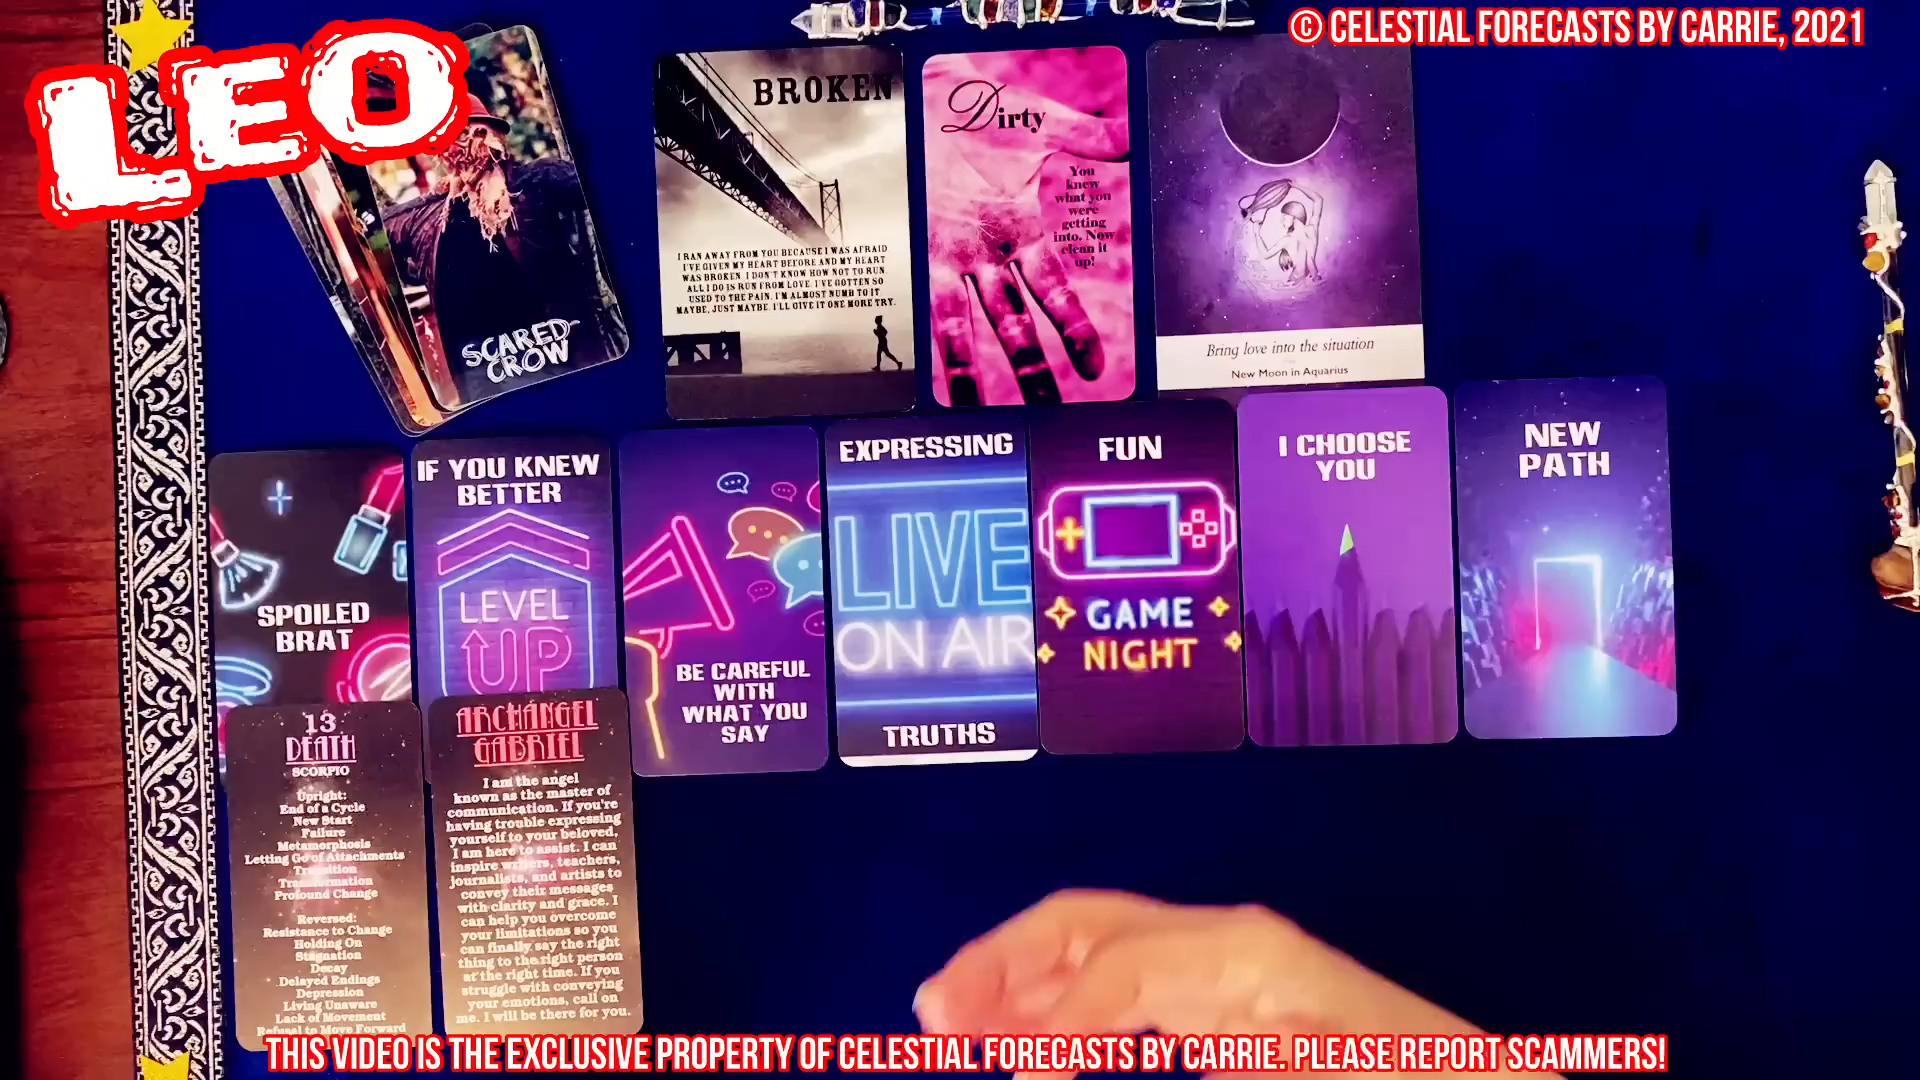 © CELESTIAL FORECASTS BY CARRIE, 2021
LEO
SCARED
CROW
BROKEN
I RAN AWAY FROM YOU BECAUSE I WAS AFRAID
I'VE GIVEN MY HEART BEFORE AND MY HEART
WAS BROKEN. I DON'T KNOW HOW NOT TO RUN.
ALL I DO IS RUN FROM LOVE. I'VE GOTTEN SO
USED TO THE PAIN, I'M ALMOST NUMB TO IT
MAYBE, JUST MAYBE, I'LL GIVE IT ONE MORE TRY.
Dirty
You
knew
what you
were
getting
into. Now
clean it
up!
Bring love into the situation
New Moon in Aquarius
SPOILED
BRAT
IF YOU KNEW
BETTER
LEVEL
UP
BE CAREFUL
WITH
WHAT YOU
SAY
EXPRESSING
LIVE
ON AIR
TRUTHS
FUN
GAME
NIGHT
I CHOOSE
YOU
NEW
PATH
13
DEATH
SCORPIO
Upright:
End of a Cycle
New Start
Failure
Metamorphosis
Letting Go of Attachments
Transition
Transformation
Profound Change
Reversed:
Resistance to Change
Holding On
Stagnation
Decay
Delayed Endings
Depression
Living Unaware
Lack of Movement
Refusal to Move Forward
ARCHANGEL
GABRIEL
I am the angel
known as the master of
communication. If you're
having trouble expressing
yourself to your beloved,
I am here to assist. I can
inspire writers, teachers,
journalists, and artists to
convey their messages
with clarity and grace. I
can help you overcome
your limitations so you
can finally say the right
thing to the right person
at the right time. If you
struggle with conveying
your emotions, call on
me. I will be there for you.
THIS VIDEO IS THE EXCLUSIVE PROPERTY OF CELESTIAL FORECASTS BY CARRIE. PLEASE REPORT SCAMMERS!